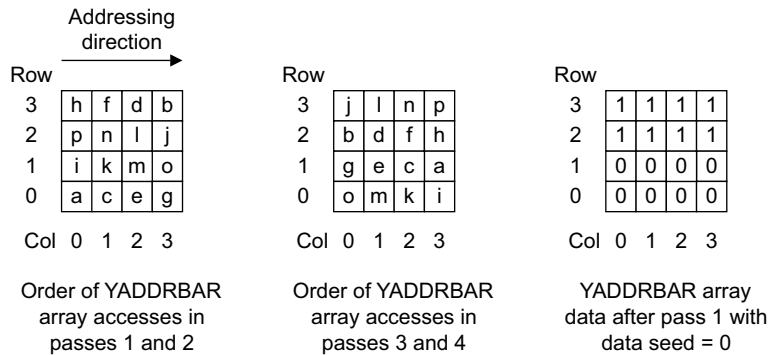 Addressing
direction
Row Row Row
3 h f d b 3 j l n p 3 1 1 1 1
2 p n l j 2 b d f h 2 1 1 1 1
1 i k m o 1 g e c a 1 0 0 0 0
0 a c e g 0 o m k i 0 0 0 0 0
Col 0 1 2 3 Col 0 1 2 3 Col 0 1 2 3
Order of YADDRBAR
array accesses in
passes 1 and 2
Order of YADDRBAR
array accesses in
passes 3 and 4
YADDRBAR array
data after pass 1 with
data seed = 0